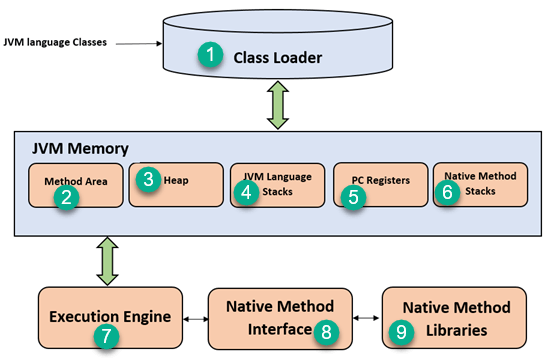 JVM language Classes
1
Class Loader
JVM Memory
Method Area
2
3
Heap
JVM Language
Stacks
4
PC Registers
5
Native Method
Stacks
6
Execution Engine
7
Native Method
Interface
8
Native Method
Libraries
9